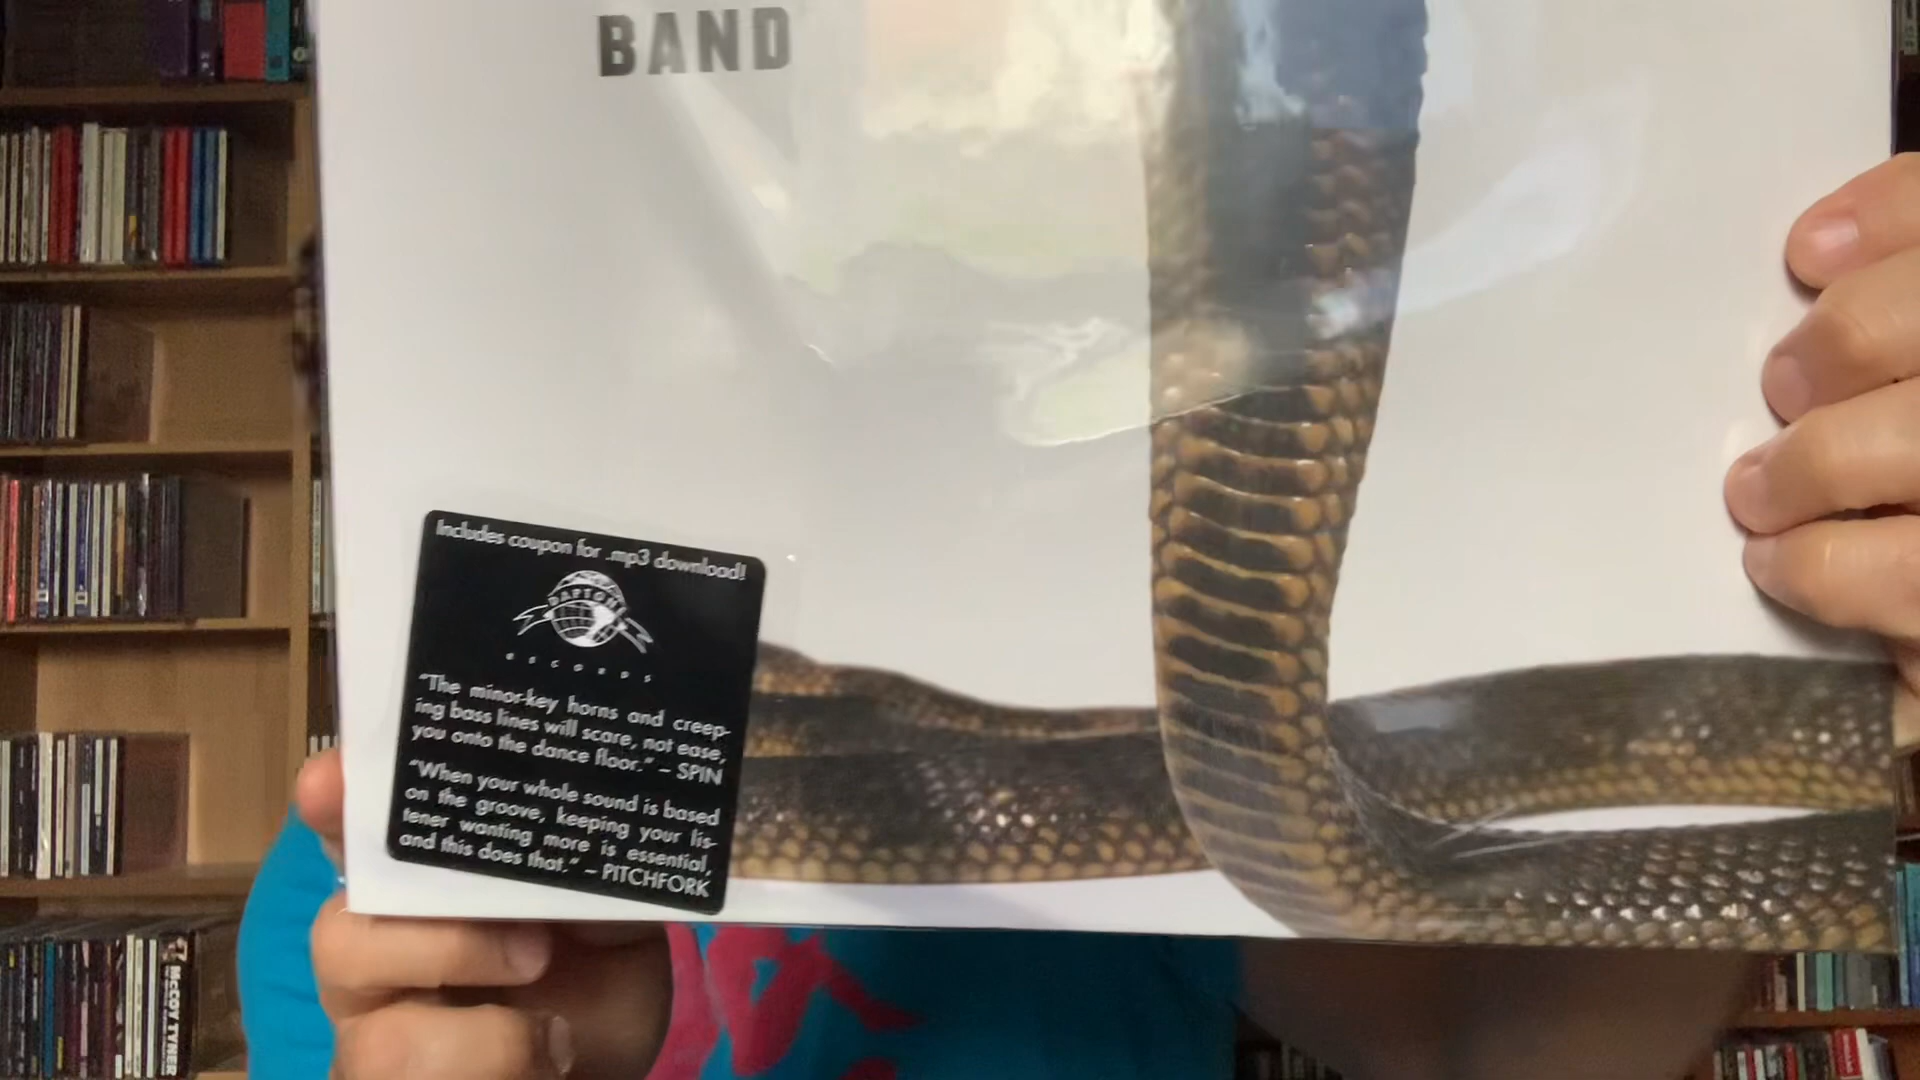 BAND
Includes coupon for .mp3 download!
DAPTONE
RECORDS
"The minor-key horns and creep-
ing bass lines will scare, not ease,
you onto the dance floor." – SPIN
"When your whole sound is based
on the groove, keeping your lis-
tener wanting more is essential,
and this does that." – PITCHFORK
MCCOY TYNER